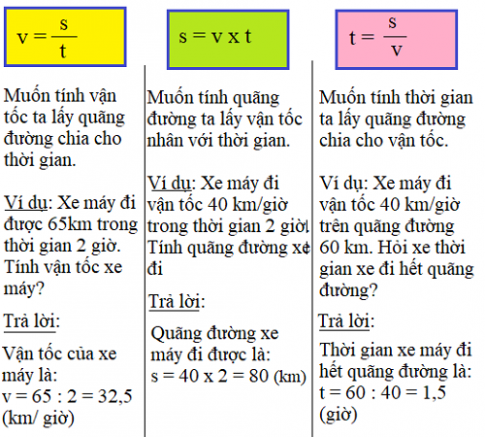 v = s/t
Muốn tính vận
tốc ta lấy quãng
đường chia cho
thời gian.
Ví dụ: Xe máy đi
được 65km trong
thời gian 2 giờ.
Tính vận tốc xe
máy?
Trả lời:
Vận tốc của xe
máy là:
v = 65 : 2 = 32,5
(km/ giờ)
s = v x t
Muốn tính quãng
đường ta lấy vận tốc
nhân với thời gian.
Ví dụ: Xe máy đi
vận tốc 40 km/giờ
trong thời gian 2 giờ.
Tính quãng đường xe
đi
Trả lời:
Quãng đường xe
máy đi được là:
s = 40 x 2 = 80 (km)
t = s/v
Muốn tính thời gian
ta lấy quãng đường
chia cho vận tốc.
Ví dụ: Xe máy đi
vận tốc 40 km/giờ
trên quãng đường
60 km. Hỏi xe thời
gian xe đi hết quãng
đường?
Trả lời:
Thời gian xe máy đi
hết quãng đường là:
t = 60 : 40 = 1,5
(giờ)